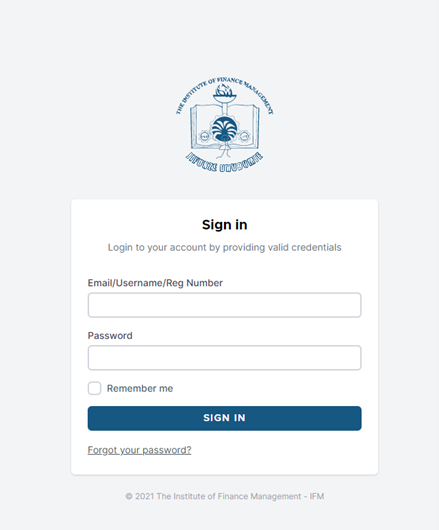 THE INSTITUTE OF FINANCE MANAGEMENT
Sign in
Login to your account by providing valid credentials
Email/Username/Reg Number
Password
Remember me
SIGN IN
Forgot your password?
© 2021 The Institute of Finance Management - IFM